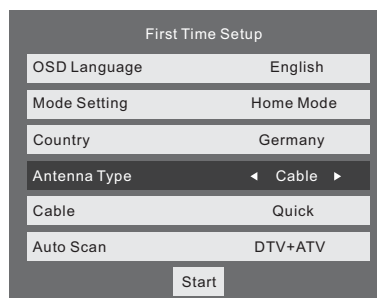 First Time Setup
OSD Language English
Mode Setting Home Mode
Country Germany
Antenna Type ◄ Cable ►
Cable Quick
Auto Scan DTV+ATV
Start